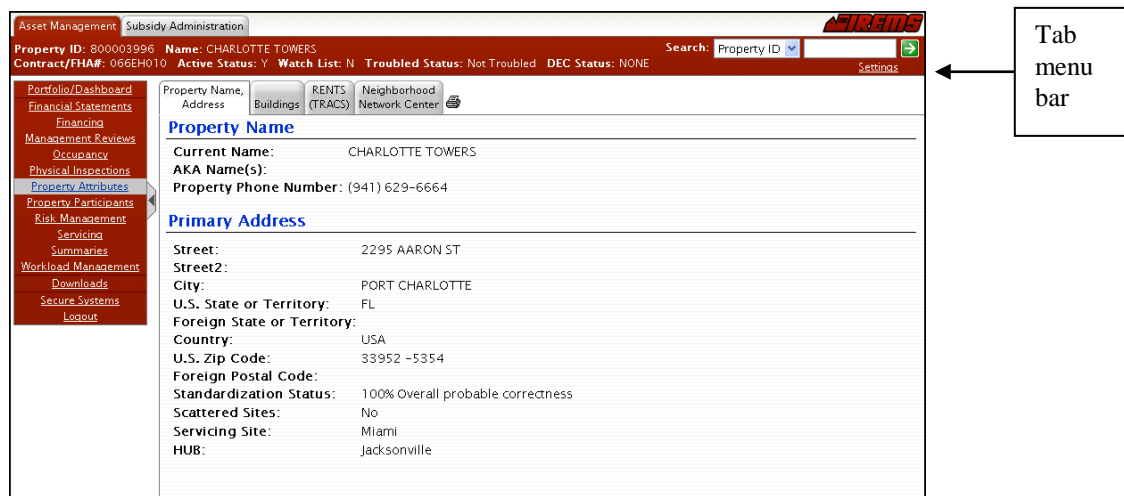 Asset Management Subsidy Administration
iREMS
Property ID: 800003996 Name: CHARLOTTE TOWERS
Search: Property ID
Contract/FHA#: 066EH010 Active Status: Y Watch List: N Troubled Status: Not Troubled DEC Status: NONE
Settings
Tab
menu
bar
Portfolio/Dashboard
Financial Statements
Financing
Management Reviews
Occupancy
Physical Inspections
Property Attributes
Property Participants
Risk Management
Servicing
Summaries
Workload Management
Downloads
Secure Systems
Logout
Property Name,
Address
Buildings
RENTS
(TRACS)
Neighborhood
Network Center
Property Name
Current Name: CHARLOTTE TOWERS
AKA Name(s):
Property Phone Number: (941) 629-6664
Primary Address
Street: 2295 AARON ST
Street2:
City: PORT CHARLOTTE
U.S. State or Territory: FL
Foreign State or Territory:
Country: USA
U.S. Zip Code: 33952 -5354
Foreign Postal Code:
Standardization Status: 100% Overall probable correctness
Scattered Sites: No
Servicing Site: Miami
HUB: Jacksonville